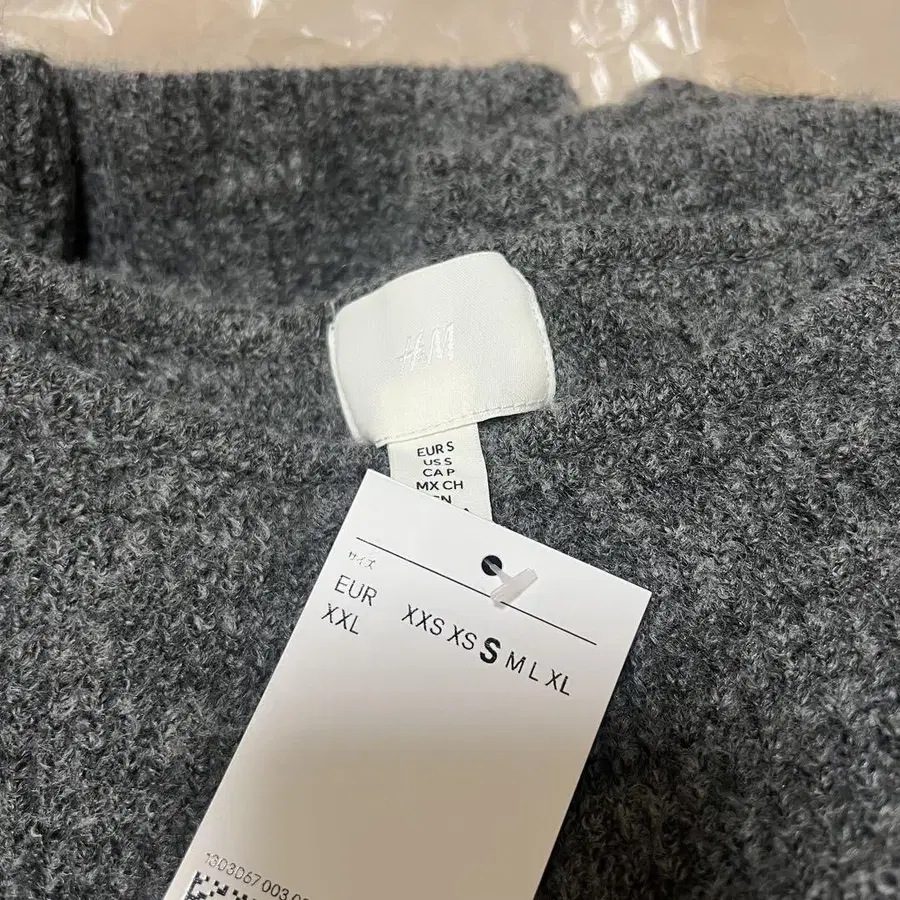 H&M
EUR S
US S
CA P
MX CH
サイズ
EUR XXS XS S M L XL
XXL